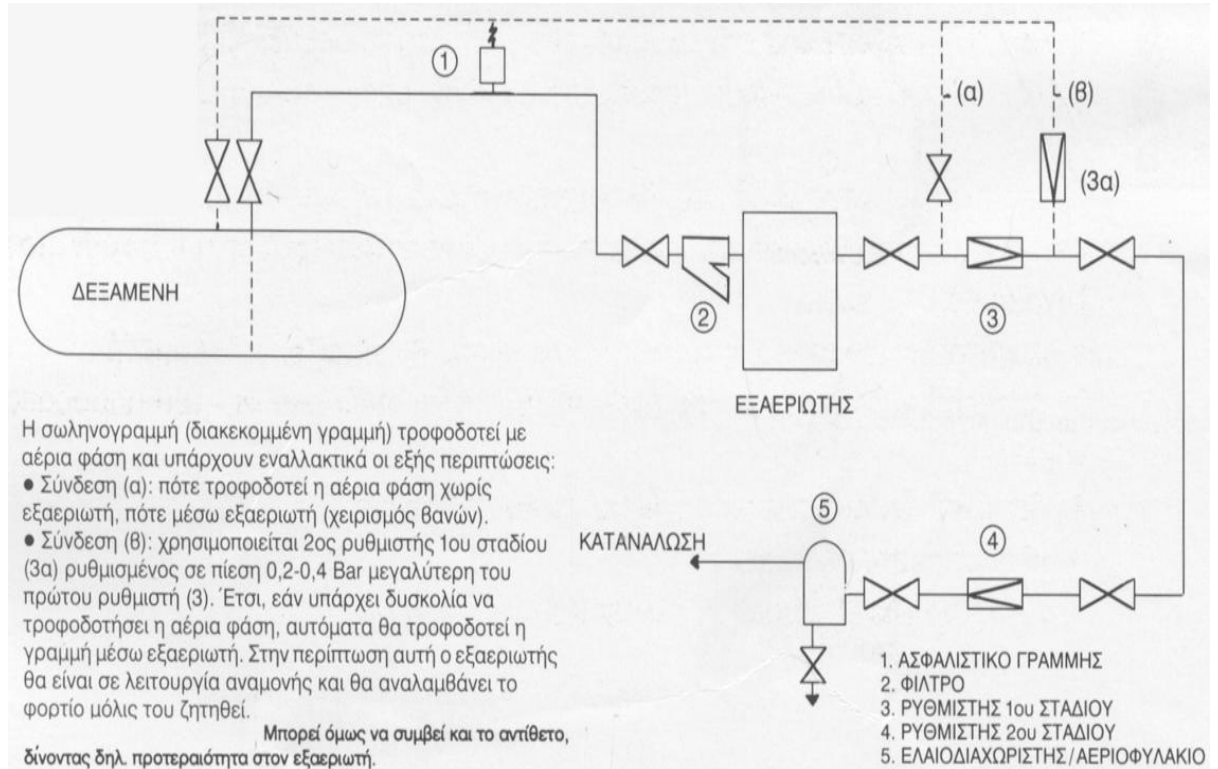 ①
(α)
(β)
(3α)
ΔΕΞΑΜΕΝΗ
②
③
ΕΞΑΕΡΙΩΤΗΣ
Η σωληνογραμμή (διακεκομμένη γραμμή) τροφοδοτεί με
αέρια φάση και υπάρχουν εναλλακτικά οι εξής περιπτώσεις:
● Σύνδεση (α): πότε τροφοδοτεί η αέρια φάση χωρίς
εξαεριωτή, πότε μέσω εξαεριωτή (χειρισμός βανών).
● Σύνδεση (β): χρησιμοποιείται 2ος ρυθμιστής 1ου σταδίου
(3α) ρυθμισμένος σε πίεση 0,2-0,4 Bar μεγαλύτερη του
πρώτου ρυθμιστή (3). Έτσι, εάν υπάρχει δυσκολία να
τροφοδοτήσει η αέρια φάση, αυτόματα θα τροφοδοτεί η
γραμμή μέσω εξαεριωτή. Στην περίπτωση αυτή ο εξαεριωτής
θα είναι σε λειτουργία αναμονής και θα αναλαμβάνει το
φορτίο μόλις του ζητηθεί.
Μπορεί όμως να συμβεί και το αντίθετο,
δίνοντας δηλ. προτεραιότητα στον εξαεριωτή.
⑤
ΚΑΤΑΝΑΛΩΣΗ
④
1. ΑΣΦΑΛΙΣΤΙΚΟ ΓΡΑΜΜΗΣ
2. ΦΙΛΤΡΟ
3. ΡΥΘΜΙΣΤΗΣ 1ου ΣΤΑΔΙΟΥ
4. ΡΥΘΜΙΣΤΗΣ 2ου ΣΤΑΔΙΟΥ
5. ΕΛΑΙΟΔΙΑΧΩΡΙΣΤΗΣ/ΑΕΡΙΟΦΥΛΑΚΙΟ